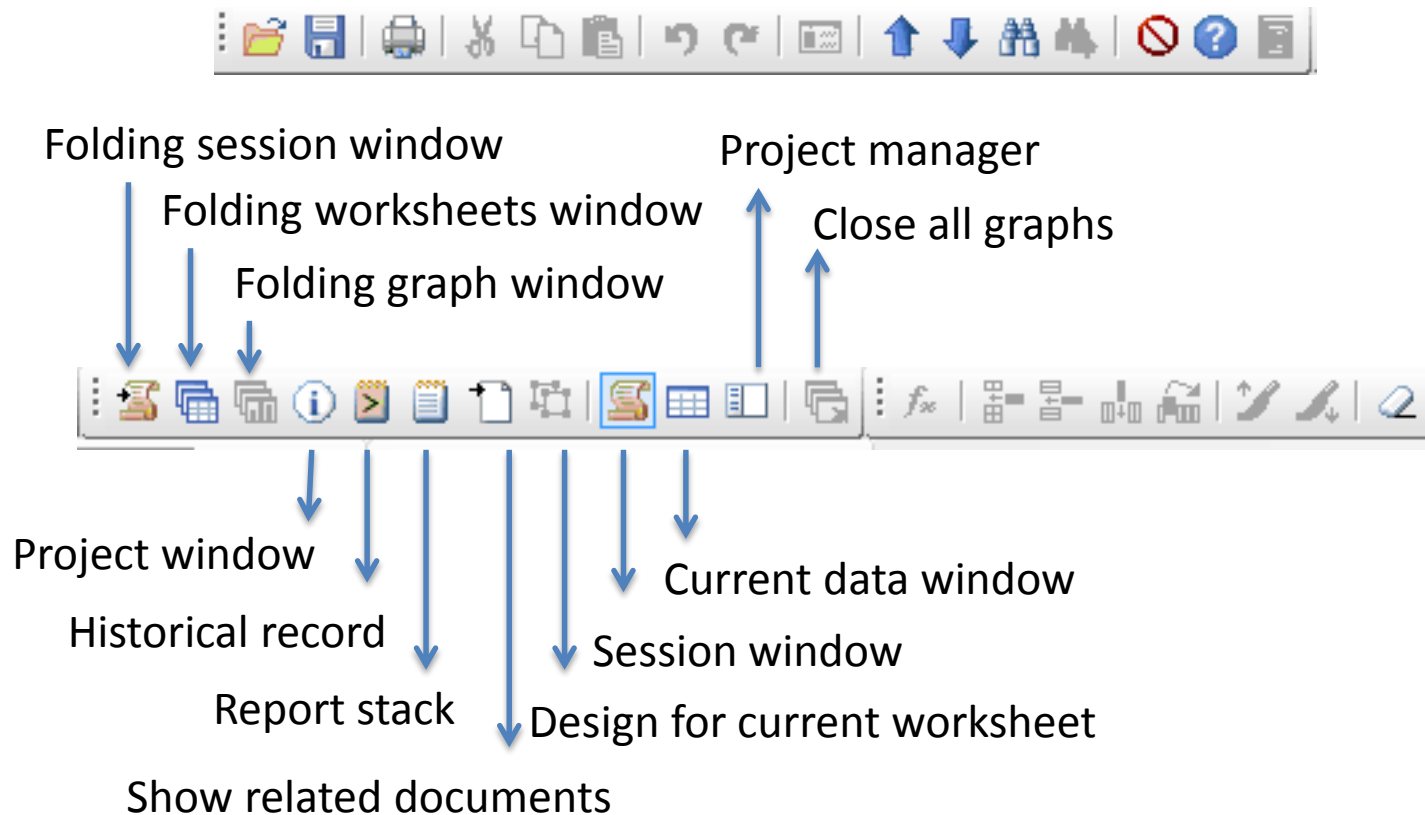 Folding session window
Project manager
Folding worksheets window
Close all graphs
Folding graph window
Project window
Current data window
Historical record
Session window
Report stack
Design for current worksheet
Show related documents